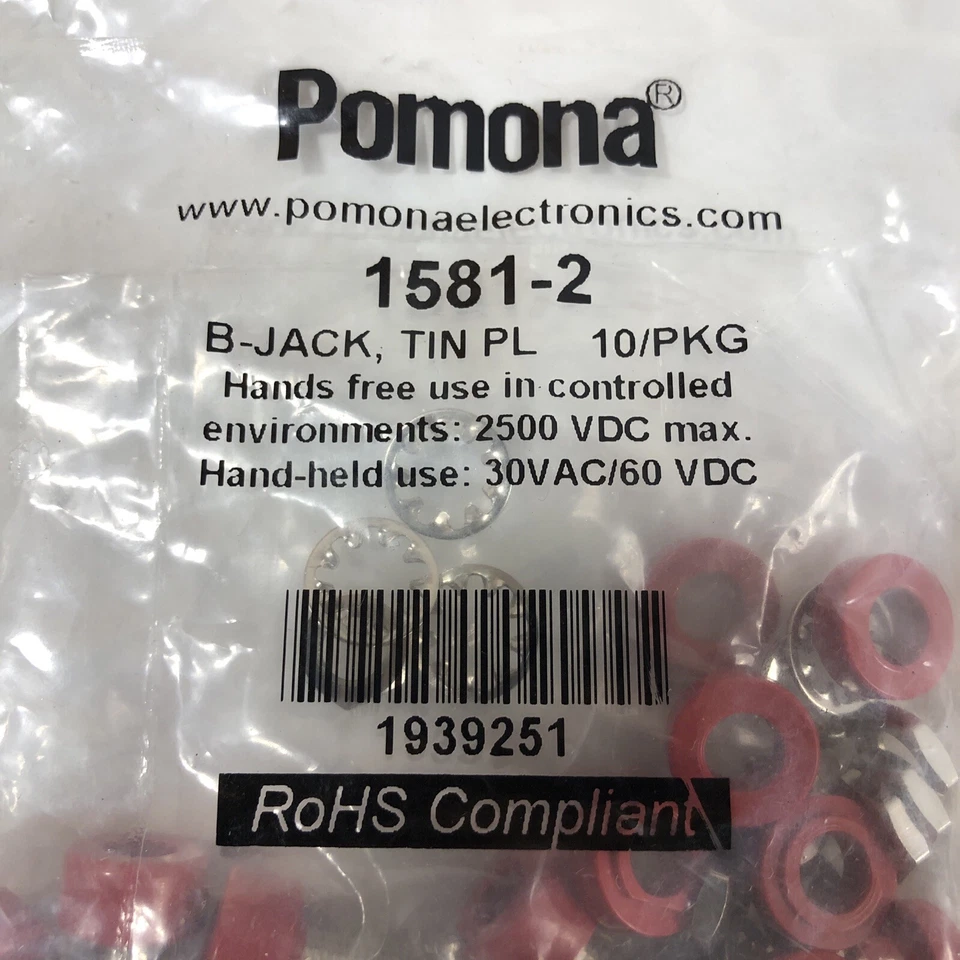 Pomona®
www.pomonaelectronics.com
1581-2
B-JACK, TIN PL 10/PKG
Hands free use in controlled
environments: 2500 VDC max.
Hand-held use: 30VAC/60 VDC
1939251
RoHS Compliant